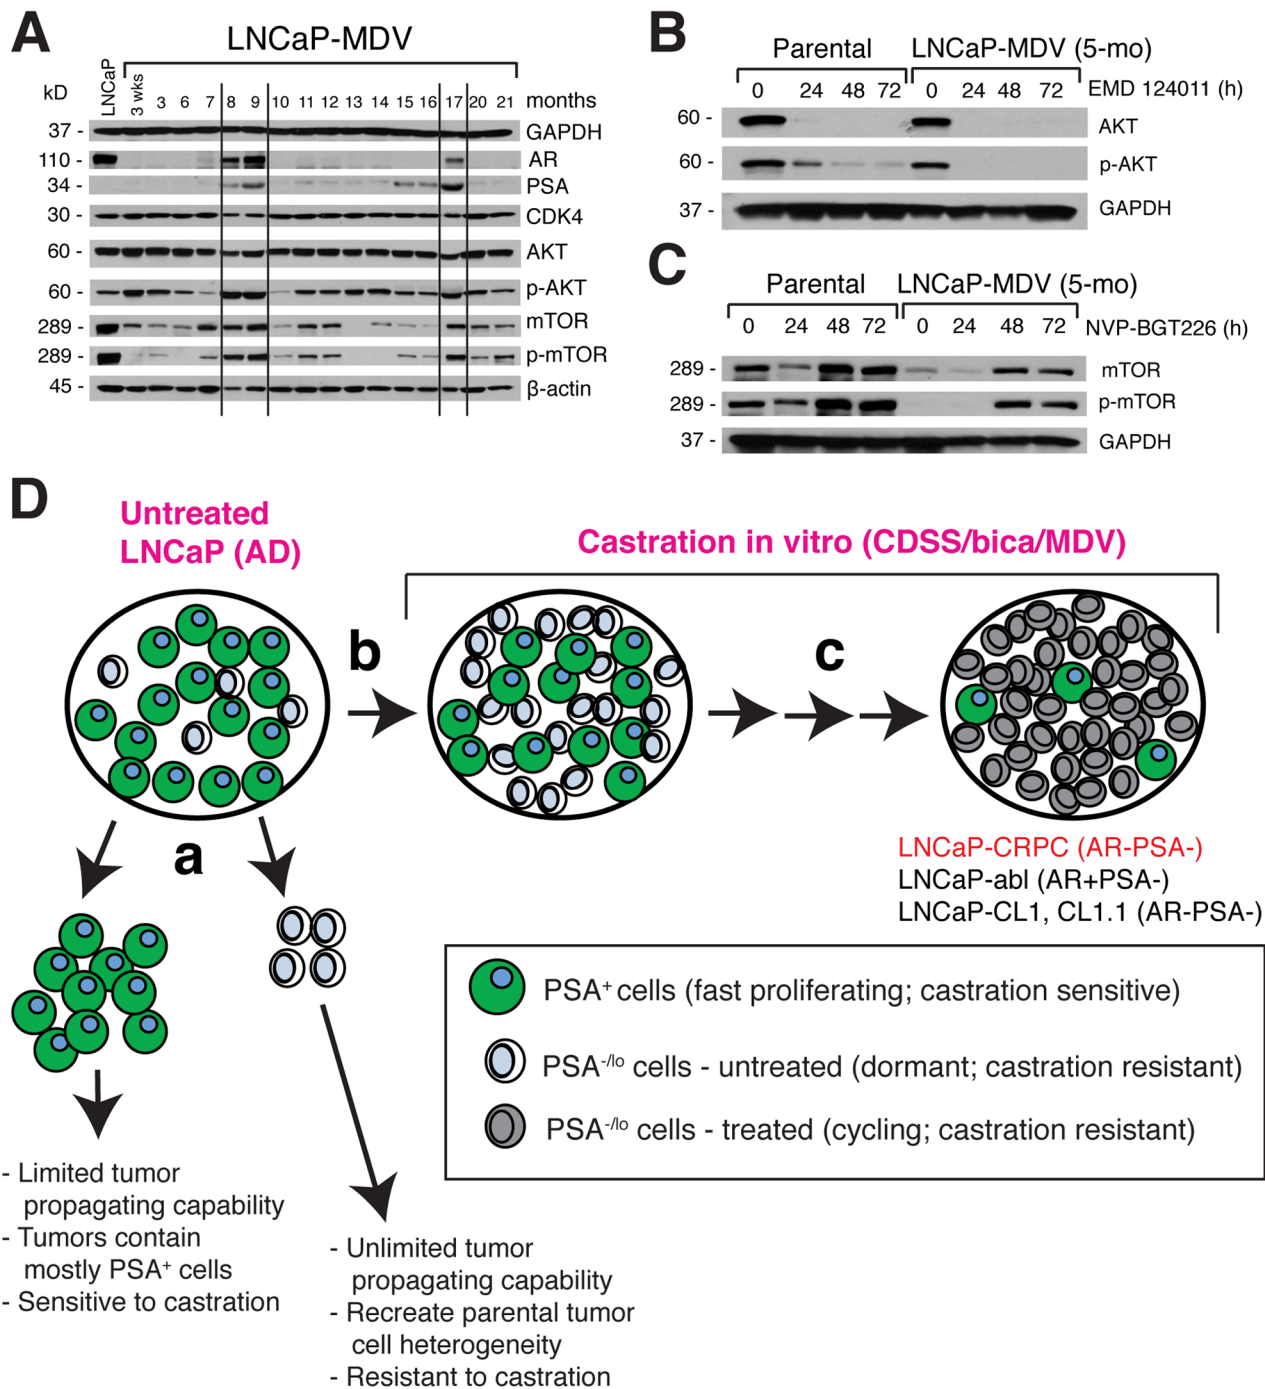 A
LNCaP-MDV
kD
LNCaP
3 wks
3 6 7 8 9 10 11 12 13 14 15 16 17 20 21 months
37 - GAPDH
110 - AR
34 - PSA
30 - CDK4
60 - AKT
60 - p-AKT
289 - mTOR
289 - p-mTOR
45 - β-actin
B
Parental LNCaP-MDV (5-mo)
0 24 48 72 0 24 48 72 EMD 124011 (h)
60 - AKT
60 - p-AKT
37 - GAPDH
C
Parental LNCaP-MDV (5-mo)
0 24 48 72 0 24 48 72 NVP-BGT226 (h)
289 - mTOR
289 - p-mTOR
37 - GAPDH
D
Untreated
LNCaP (AD)
Castration in vitro (CDSS/bica/MDV)
b
c
a
LNCaP-CRPC (AR-PSA-)
LNCaP-abl (AR+PSA-)
LNCaP-CL1, CL1.1 (AR-PSA-)
PSA+ cells (fast proliferating; castration sensitive)
PSA-/lo cells - untreated (dormant; castration resistant)
PSA-/lo cells - treated (cycling; castration resistant)
- Limited tumor
propagating capability
- Tumors contain
mostly PSA+ cells
- Sensitive to castration
- Unlimited tumor
propagating capability
- Recreate parental tumor
cell heterogeneity
- Resistant to castration